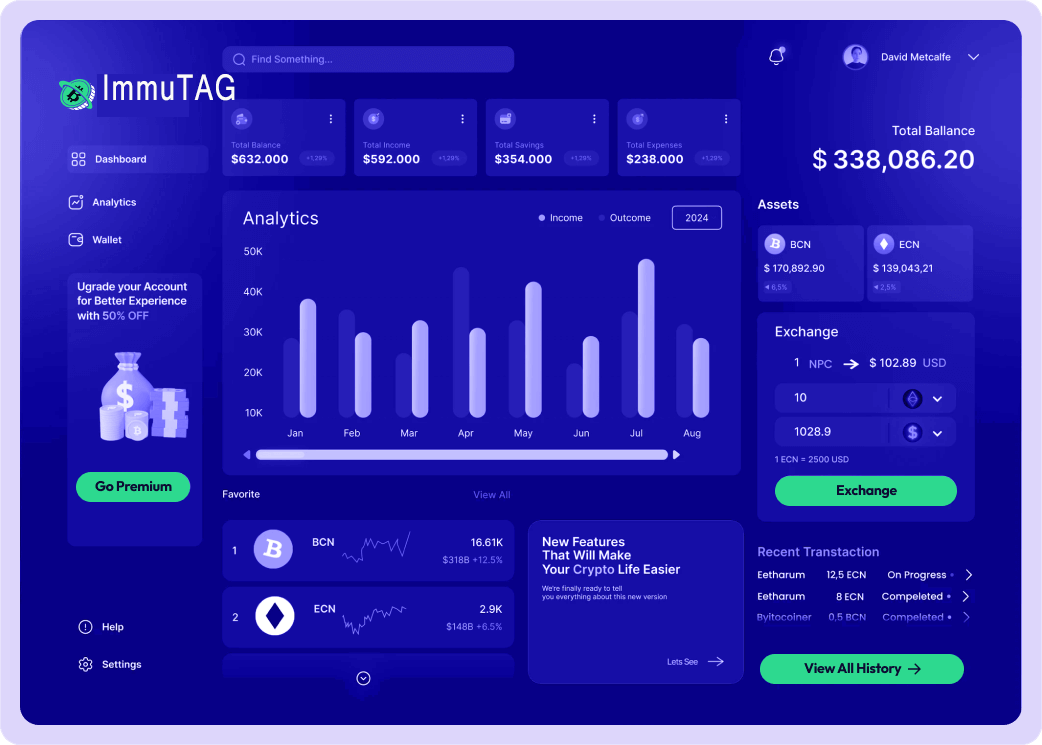 Find Something...
David Metcalfe
ImmuTAG
Dashboard
Analytics
Wallet
Ugrade your Account
for Better Experience
with 50% OFF
Go Premium
Help
Settings
Total Balance
$632.000
+1,29%
Total Income
$592.000
+1,29%
Total Savings
$354.000
+1,29%
Total Expenses
$238.000
+1,29%
Analytics
Income
Outcome
2024
50K
40K
30K
20K
10K
Jan Feb Mar Apr May Jun Jul Aug
Favorite
View All
1 BCN 16.61K
$318B +12.5%
2 ECN 2.9K
$148B +6.5%
New Features
That Will Make
Your Crypto Life Easier
We're finally ready to tell
you everything about this new version
Lets See
Total Ballance
$ 338,086.20
Assets
BCN
$ 170,892.90
6,5%
ECN
$ 139,043,21
2,5%
Exchange
1 NPC $ 102.89 USD
10
1028.9
1 ECN = 2500 USD
Exchange
Recent Transtaction
Eetharum 12,5 ECN On Progress
Eetharum 8 ECN Compeleted
Byitocoiner 0,5 BCN Compeleted
View All History